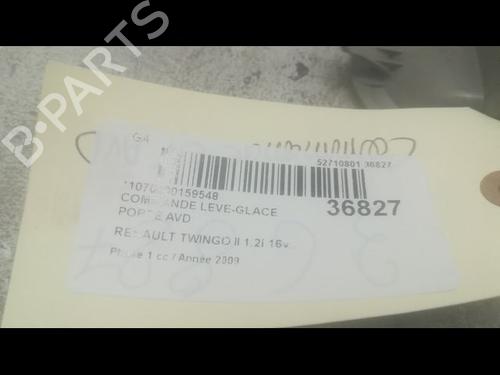 G4
52710801 36827
36827
COMMANDE LEVE-GLACE
PORTE AVD
RENAULT TWINGO II 1.2i 16v
Phase 1 cc / Année 2009
B-PARTS